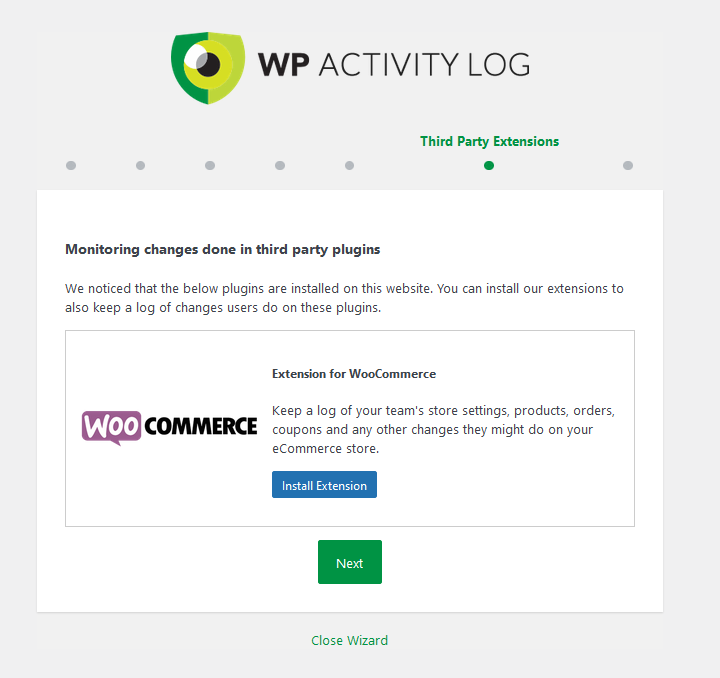 WP ACTIVITY LOG
Third Party Extensions
Monitoring changes done in third party plugins
We noticed that the below plugins are installed on this website. You can install our extensions to
also keep a log of changes users do on these plugins.
Extension for WooCommerce
WOO COMMERCE
Keep a log of your team's store settings, products, orders,
coupons and any other changes they might do on your
eCommerce store.
Install Extension
Next
Close Wizard